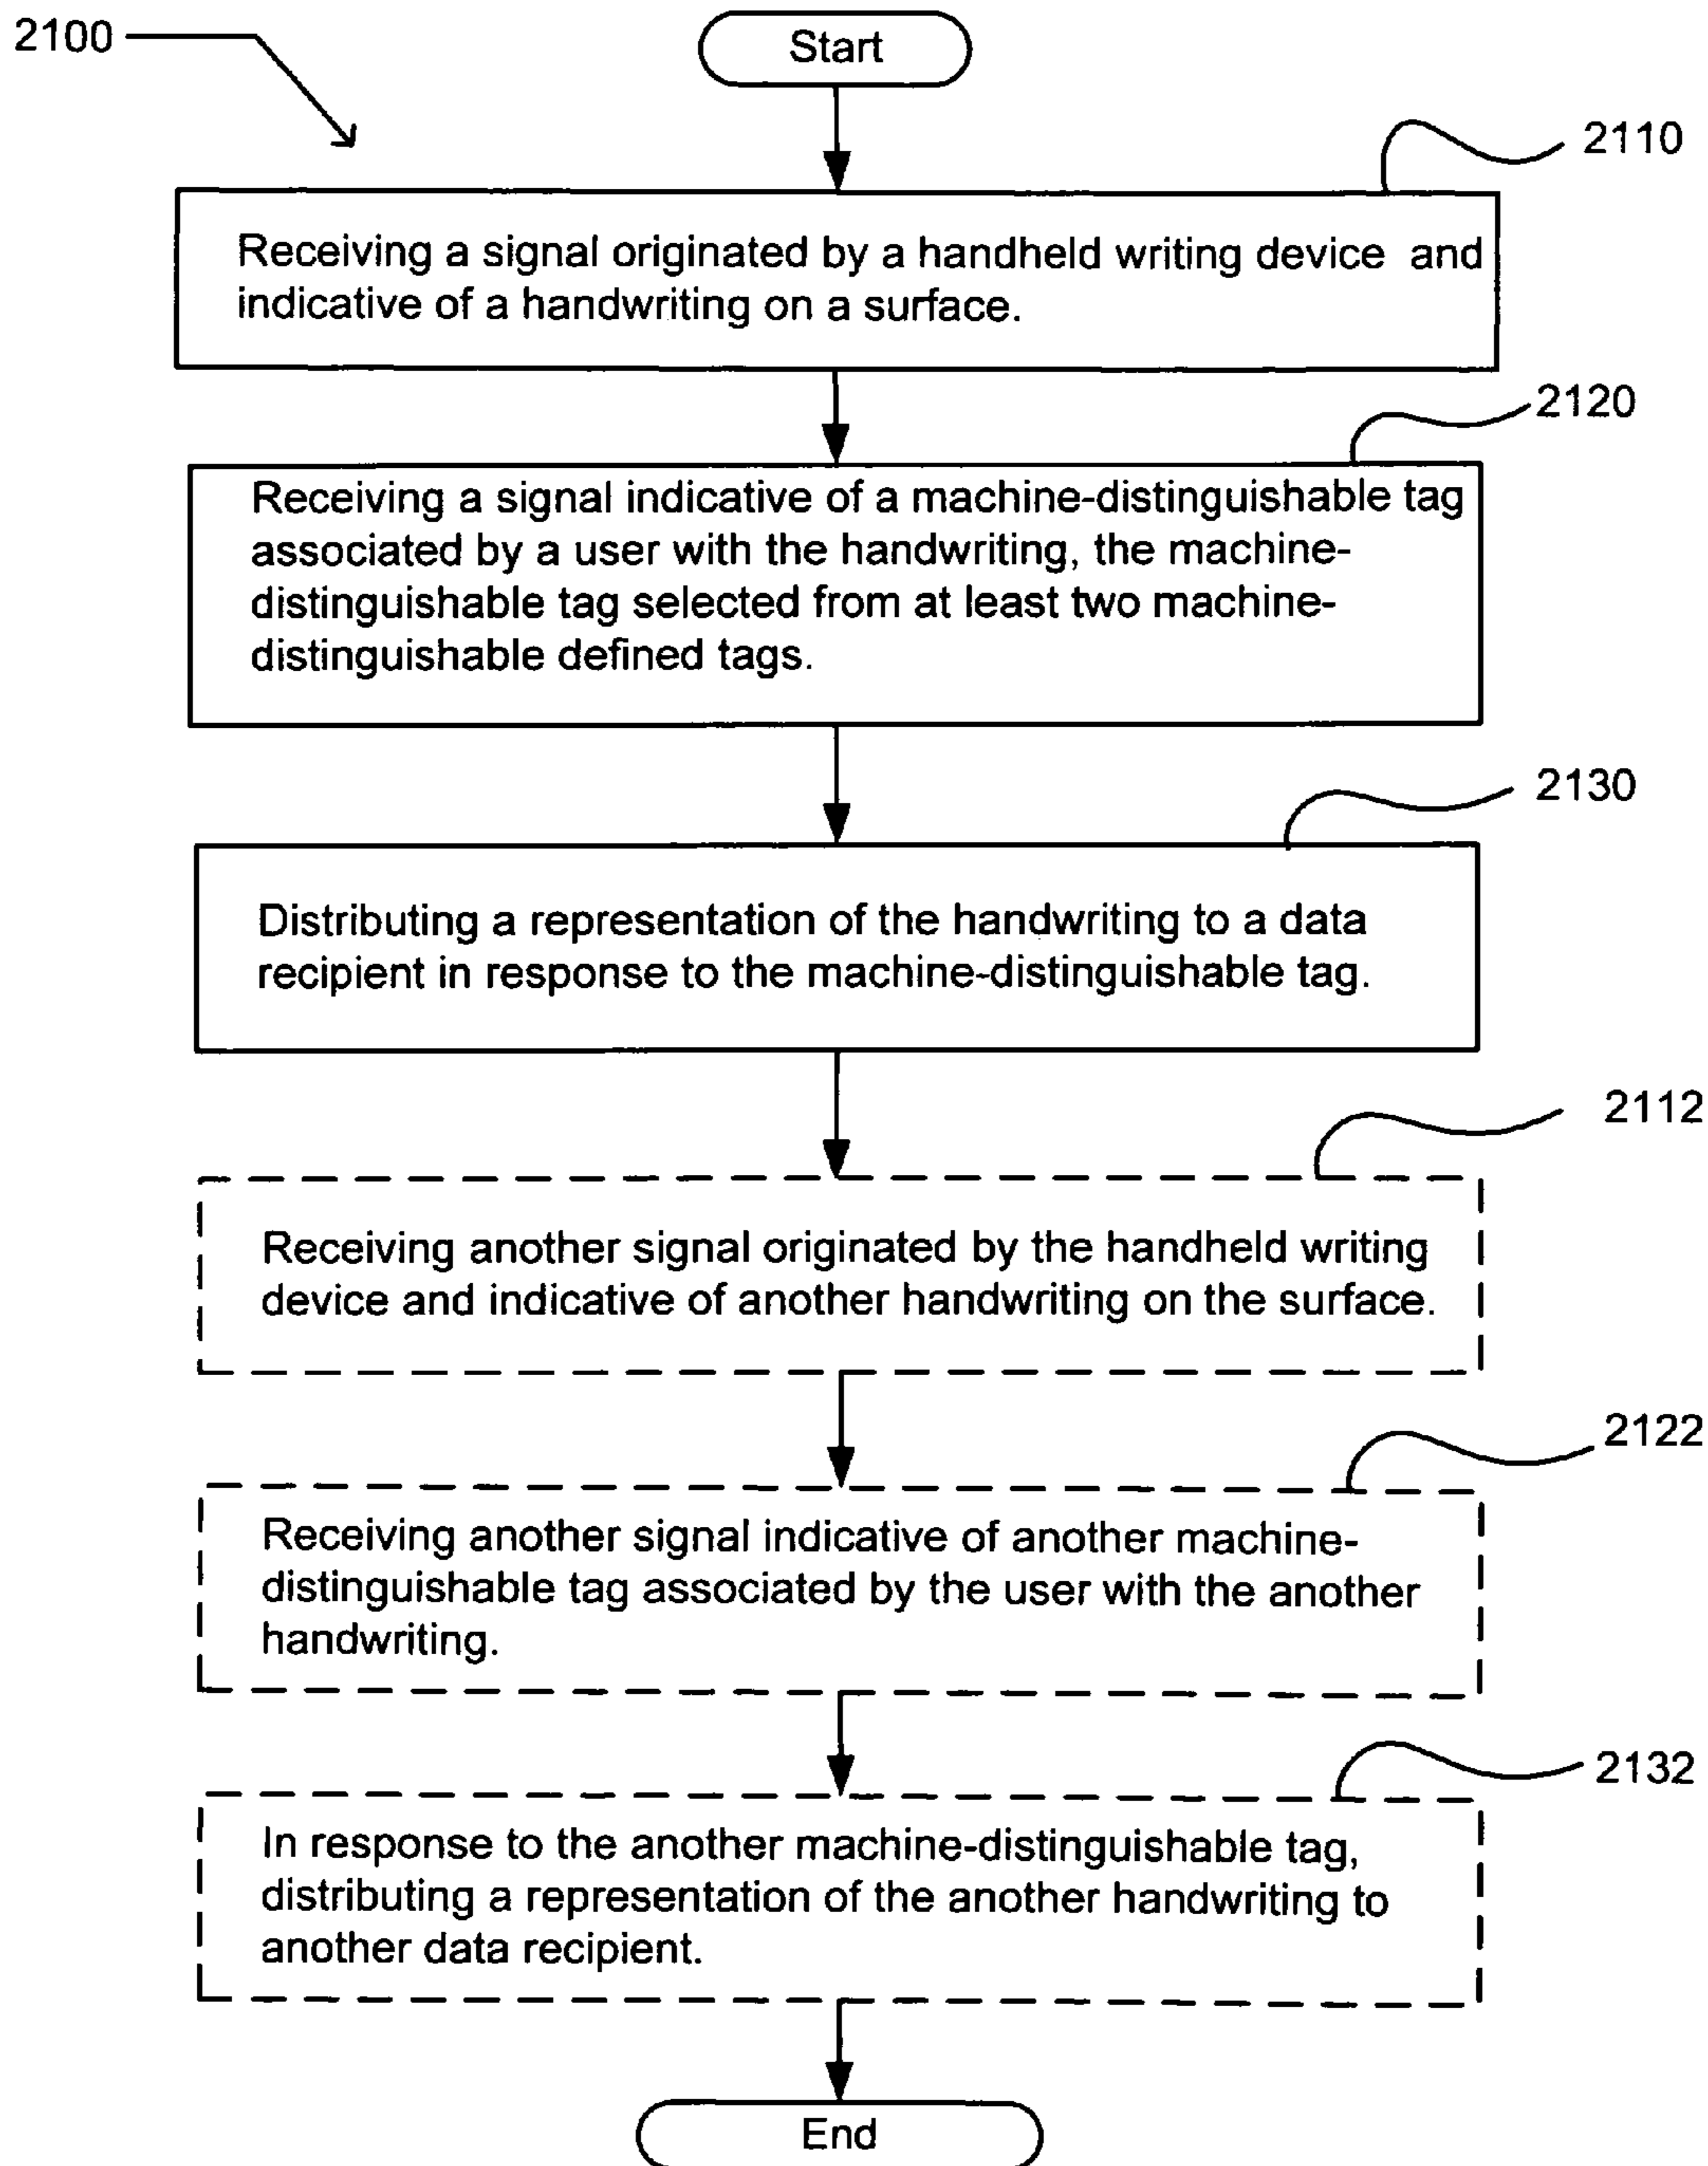 2100
Start
2110
Receiving a signal originated by a handheld writing device and
indicative of a handwriting on a surface.
2120
Receiving a signal indicative of a machine-distinguishable tag
associated by a user with the handwriting, the machine-
distinguishable tag selected from at least two machine-
distinguishable defined tags.
2130
Distributing a representation of the handwriting to a data
recipient in response to the machine-distinguishable tag.
2112
Receiving another signal originated by the handheld writing
device and indicative of another handwriting on the surface.
2122
Receiving another signal indicative of another machine-
distinguishable tag associated by the user with the another
handwriting.
2132
In response to the another machine-distinguishable tag,
distributing a representation of the another handwriting to
another data recipient.
End